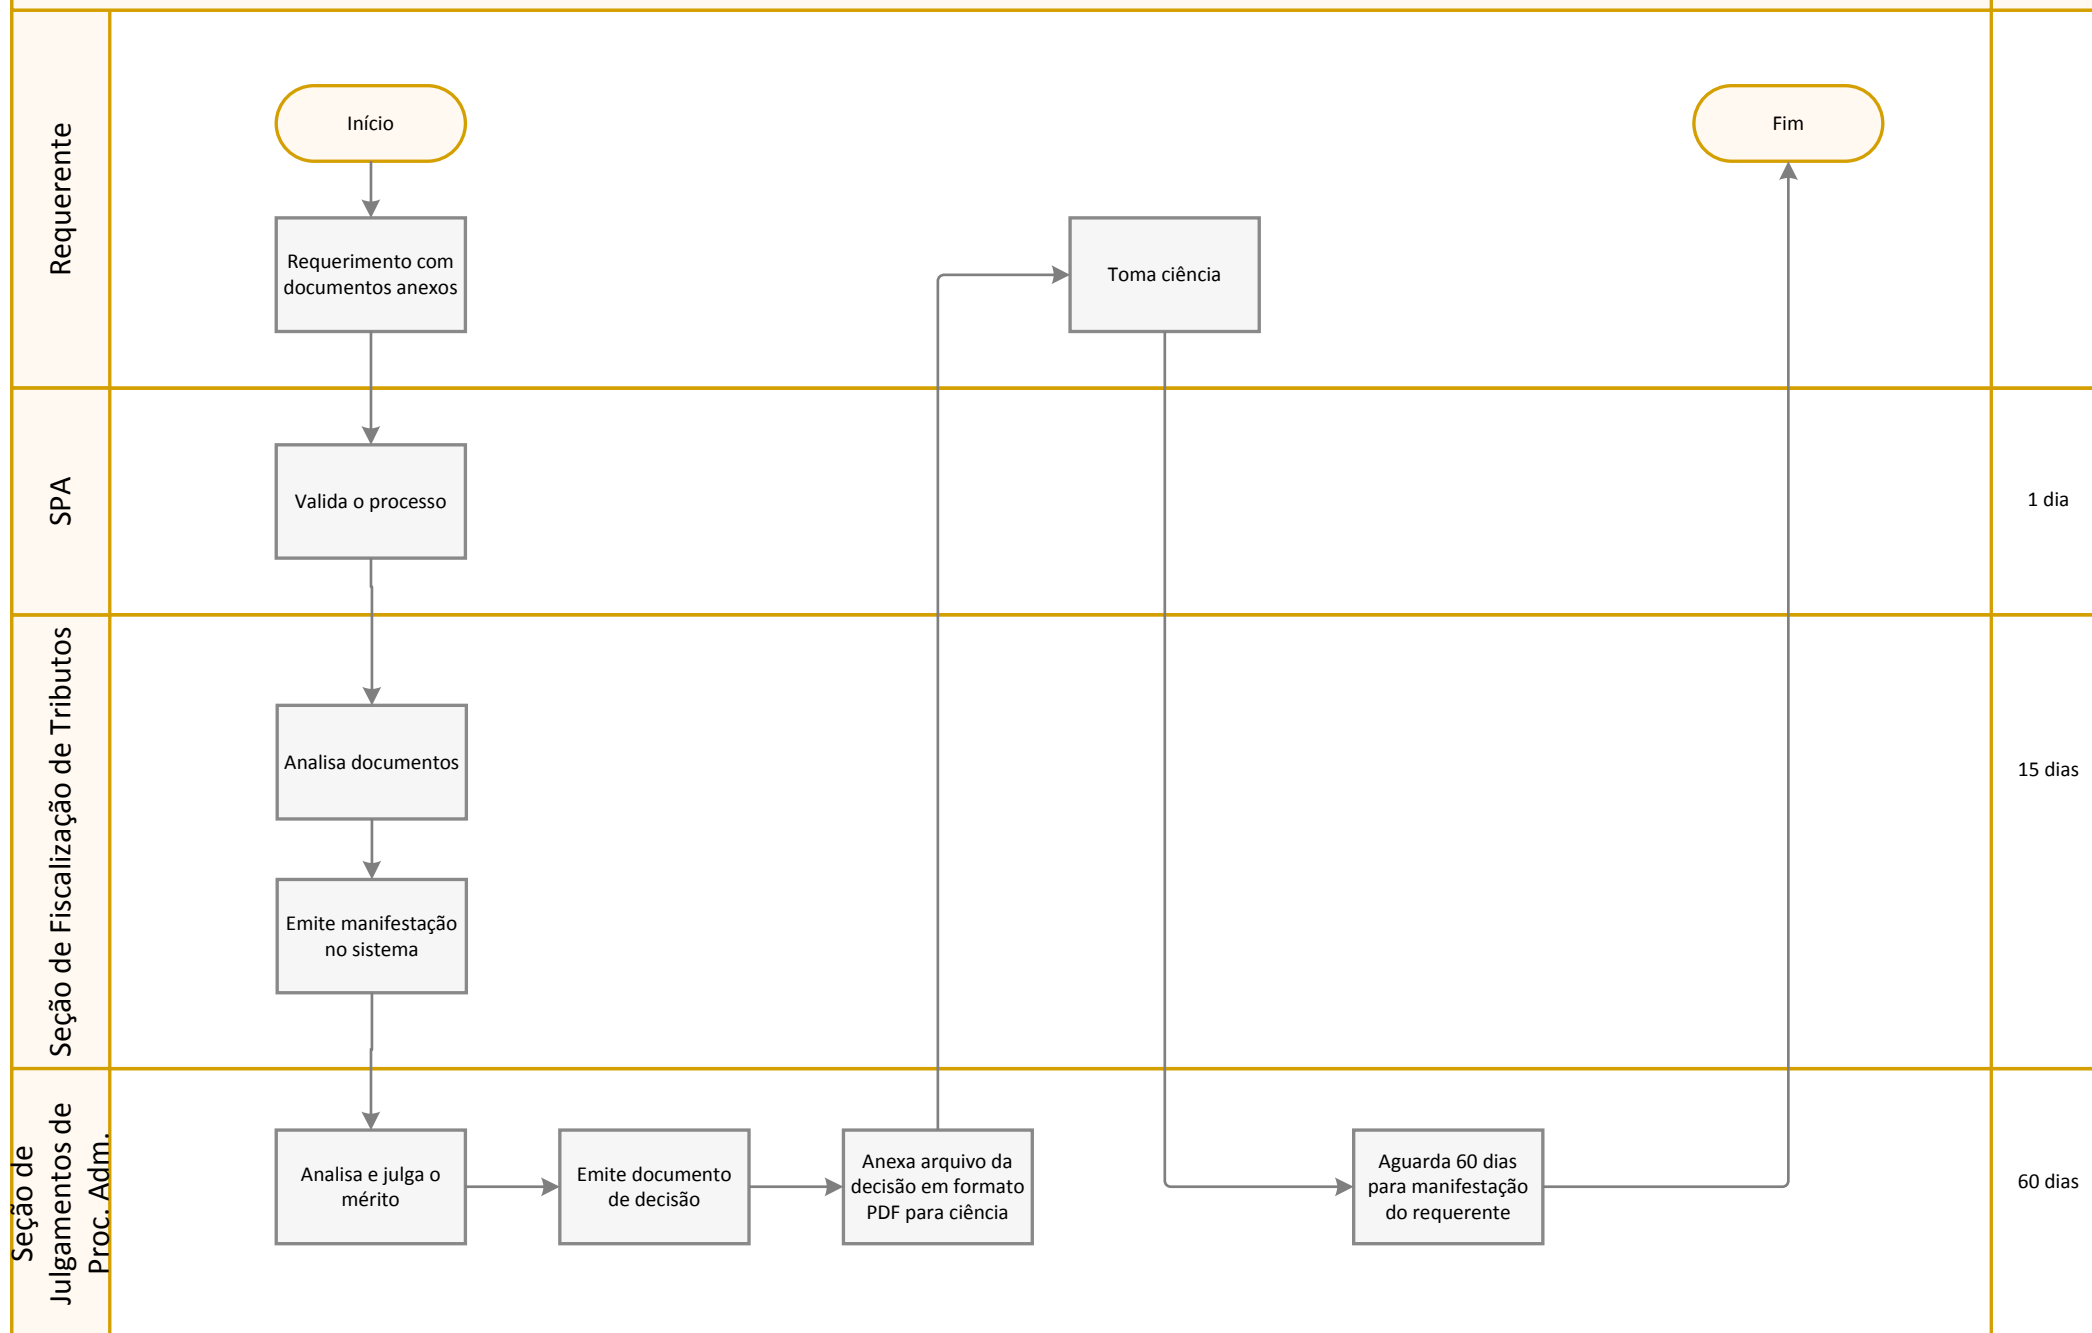 Requerente
Início
Fim
Requerimento com
documentos anexos
Toma ciência
SPA
Valida o processo
1 dia
Seção de Fiscalização de Tributos
Analisa documentos
15 dias
Emite manifestação
no sistema
Seção de
Julgamentos de
Proc. Adm.
Analisa e julga o
mérito
Emite documento
de decisão
Anexa arquivo da
decisão em formato
PDF para ciência
Aguarda 60 dias
para manifestação
do requerente
60 dias